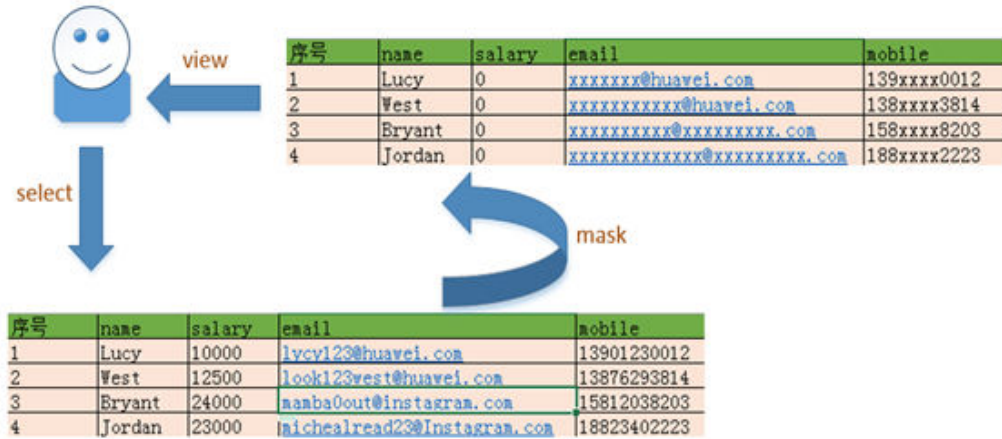 view
序号 name salary email mobile
1 Lucy 0 xxxxxxx@huawei.com 139xxxx0012
2 West 0 xxxxxxxxxxx@huawei.com 138xxxx3814
3 Bryant 0 xxxxxxxxxx@xxxxxxxxx.com 158xxxx8203
4 Jordan 0 xxxxxxxxxxxxx@xxxxxxxxx.com 188xxxx2223
select
mask
序号 name salary email mobile
1 Lucy 10000 lycy123@huawei.com 13901230012
2 West 12500 look123west@huawei.com 13876293814
3 Bryant 24000 mamba0out@instagram.com 15812038203
4 Jordan 23000 michealread23@Instagram.com 18823402223